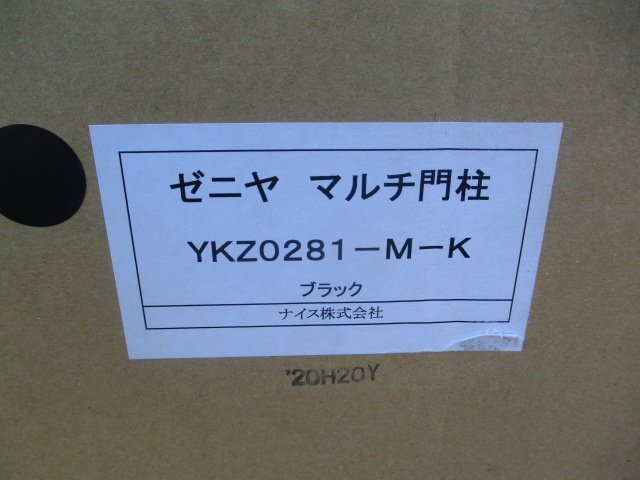 ゼニヤ マルチ門柱
YKZ0281-M-K
ブラック
ナイス株式会社
'20H20Y